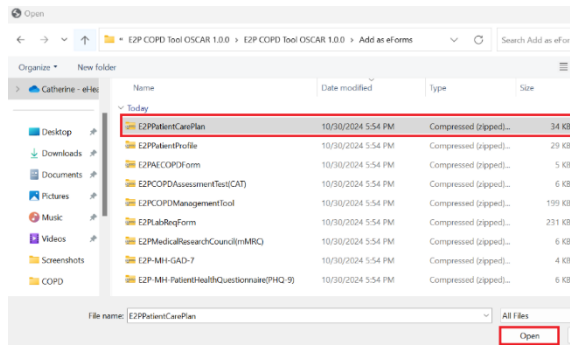 Open
E2P COPD Tool OSCAR 1.0.0 > E2P COPD Tool OSCAR 1.0.0 > Add as eForms
Search Add as eFor
Organize New folder
Catherine - eHea
Name Date modified Type Size
Today
E2PPatientCarePlan 10/30/2024 5:54 PM Compressed (zipped)... 34 KB
Desktop
E2PPatientProfile 10/30/2024 5:54 PM Compressed (zipped)... 29 KB
Downloads
E2PAECOPDForm 10/30/2024 5:54 PM Compressed (zipped)... 5 KB
Documents
E2PCOPDAssessmentTest(CAT) 10/30/2024 5:54 PM Compressed (zipped)... 6 KB
Pictures
E2PCOPDManagementTool 10/30/2024 5:54 PM Compressed (zipped)... 199 KB
Music
E2PLabReqForm 10/30/2024 5:54 PM Compressed (zipped)... 231 KB
Videos
E2PMedicalResearchCouncil(mMRC) 10/30/2024 5:54 PM Compressed (zipped)... 6 KB
Screenshots
E2P-MH-GAD-7 10/30/2024 5:54 PM Compressed (zipped)... 4 KB
COPD
E2P-MH-PatientHealthQuestionnaire(PHQ-9) 10/30/2024 5:54 PM Compressed (zipped)... 6 KB
File name: E2PPatientCarePlan All Files
Open